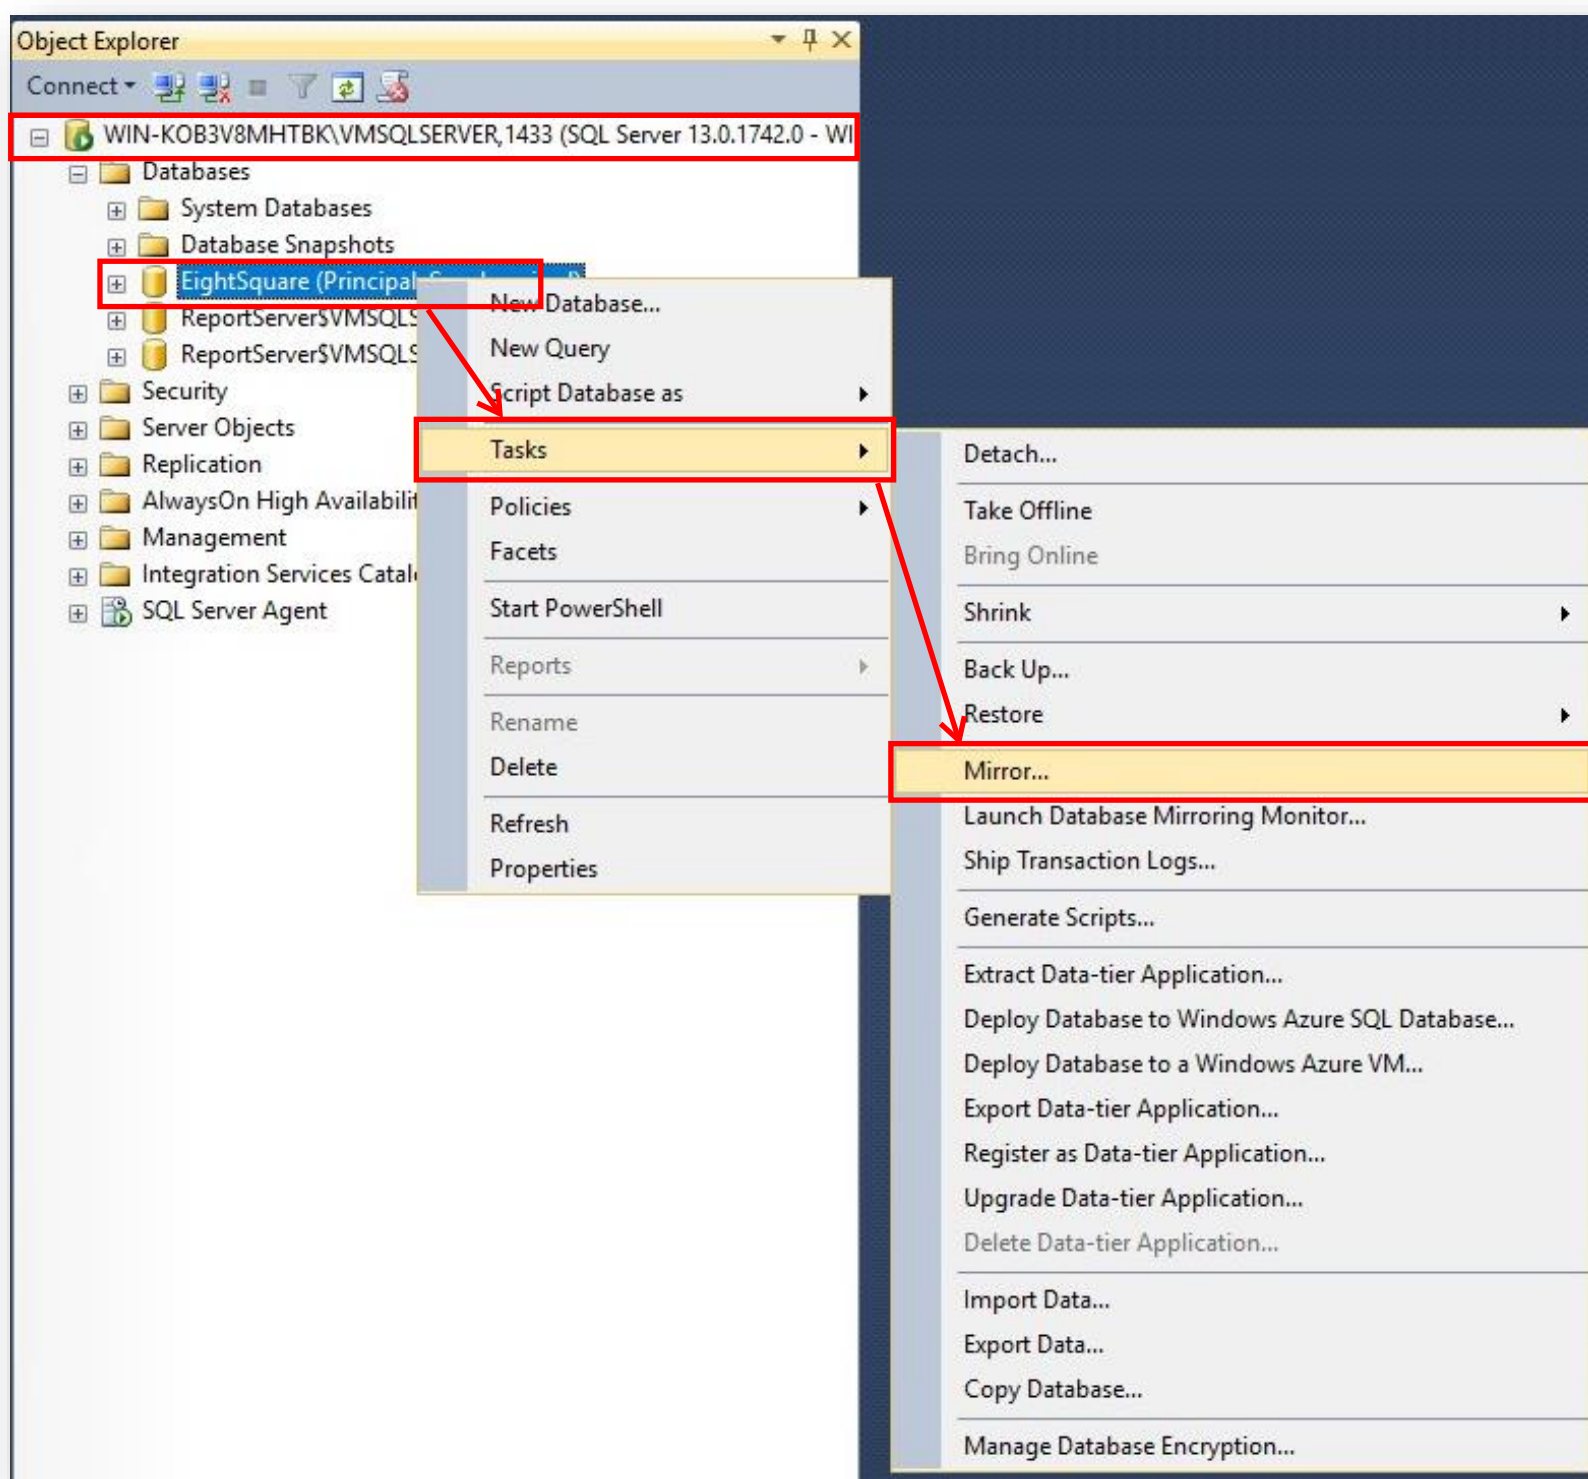 Object Explorer
Connect
WIN-KOB3V8MHTBK\VMSQLSERVER,1433 (SQL Server 13.0.1742.0 - WI
Databases
System Databases
Database Snapshots
EightSquare (Principal,
ReportServer$VMSQLS
ReportServer$VMSQLS
Security
Server Objects
Replication
AlwaysOn High Availabilit
Management
Integration Services Catal
SQL Server Agent
New Database...
New Query
Script Database as
Tasks
Policies
Facets
Start PowerShell
Reports
Rename
Delete
Refresh
Properties
Detach...
Take Offline
Bring Online
Shrink
Back Up...
Restore
Mirror...
Launch Database Mirroring Monitor...
Ship Transaction Logs...
Generate Scripts...
Extract Data-tier Application...
Deploy Database to Windows Azure SQL Database...
Deploy Database to a Windows Azure VM...
Export Data-tier Application...
Register as Data-tier Application...
Upgrade Data-tier Application...
Delete Data-tier Application...
Import Data...
Export Data...
Copy Database...
Manage Database Encryption...